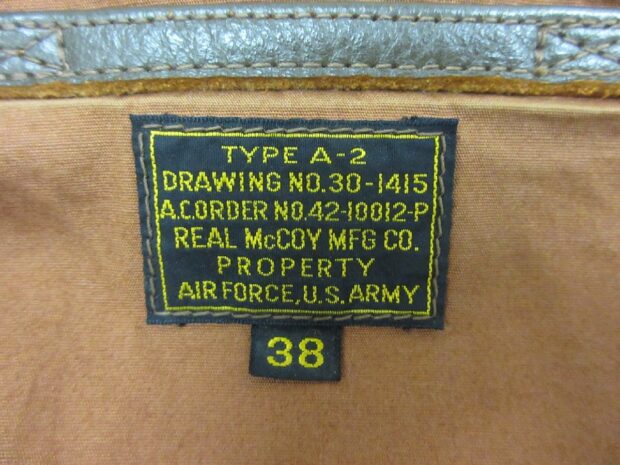 TYPE A-2
DRAWING NO.30-1415
A.C.ORDER NO.42-10012-P
REAL McCOY MFG CO.
PROPERTY
AIR FORCE, U.S. ARMY
38